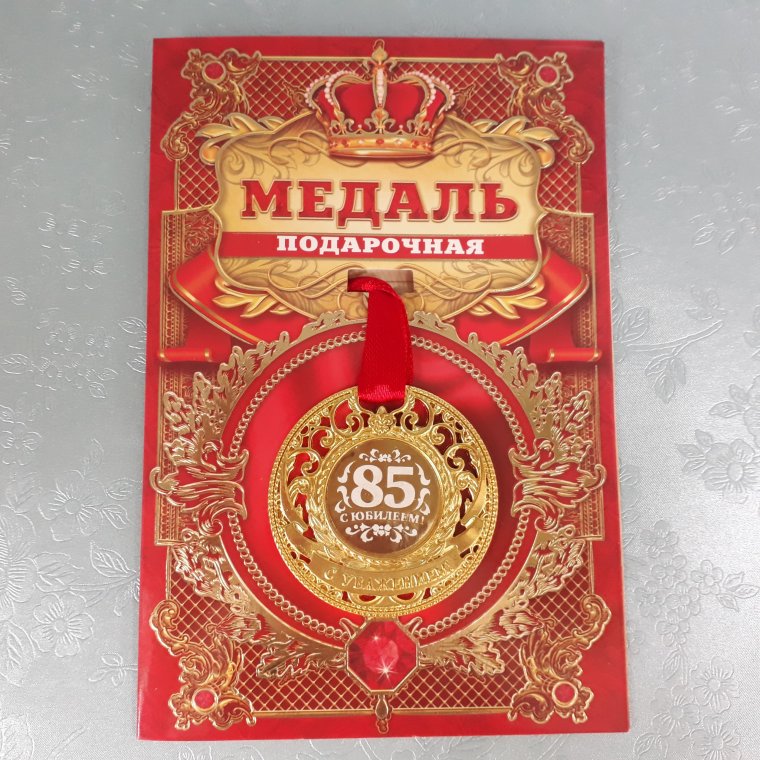 МЕДАЛЬ
ПОДАРОЧНАЯ
85
С ЮБИЛЕЕМ!
С УВАЖЕНИЕМ